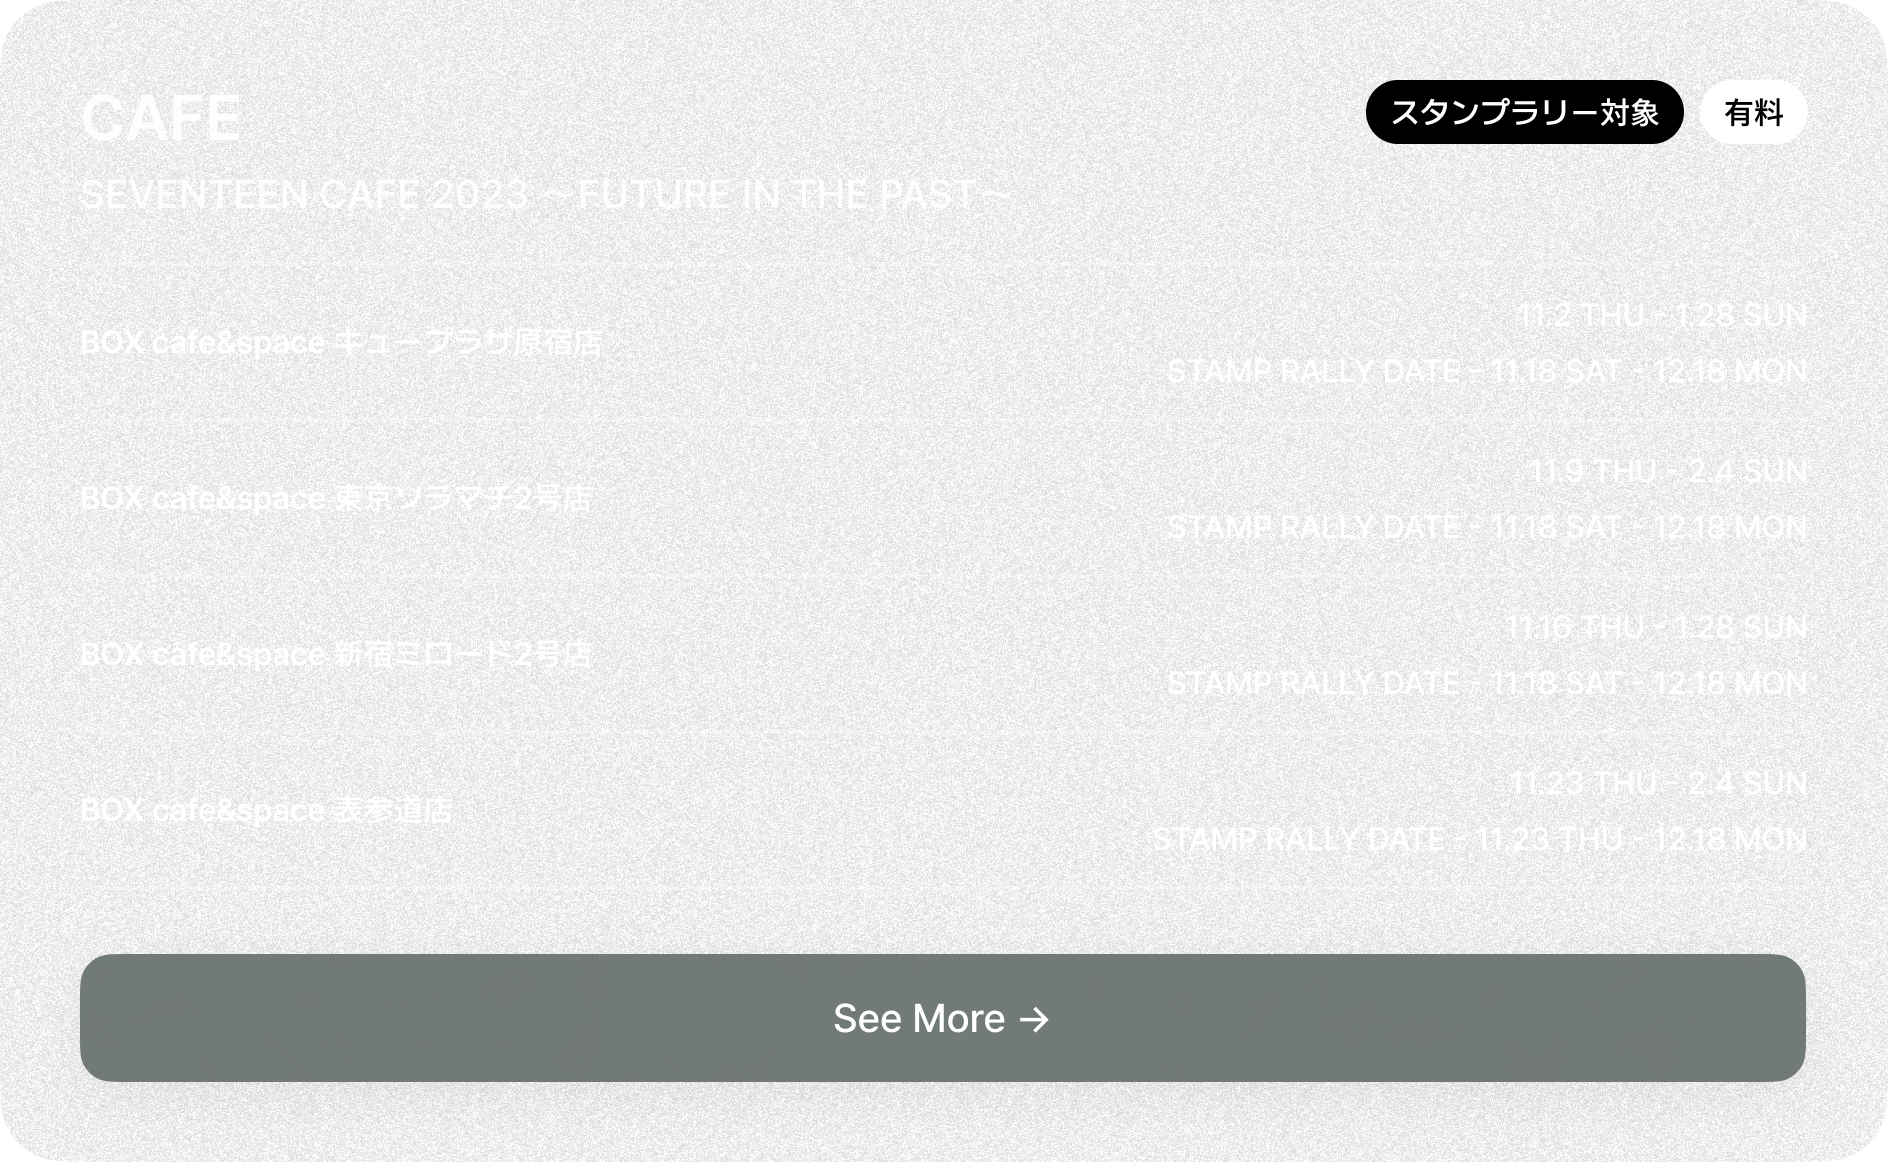 CAFE
スタンプラリー対象
有料
SEVENTEEN CAFE 2023 ～FUTURE IN THE PAST～
BOX cafe&space キュープラザ原宿店
11.2 THU - 1.28 SUN
STAMP RALLY DATE - 11.18 SAT - 12.18 MON
BOX cafe&space 東京ソラマチ2号店
11.9 THU - 2.4 SUN
STAMP RALLY DATE - 11.18 SAT - 12.18 MON
BOX cafe&space 新宿ミロード2号店
11.16 THU - 1.28 SUN
STAMP RALLY DATE - 11.18 SAT - 12.18 MON
BOX cafe&space 表参道店
11.23 THU - 2.4 SUN
STAMP RALLY DATE - 11.23 THU - 12.18 MON
See More →